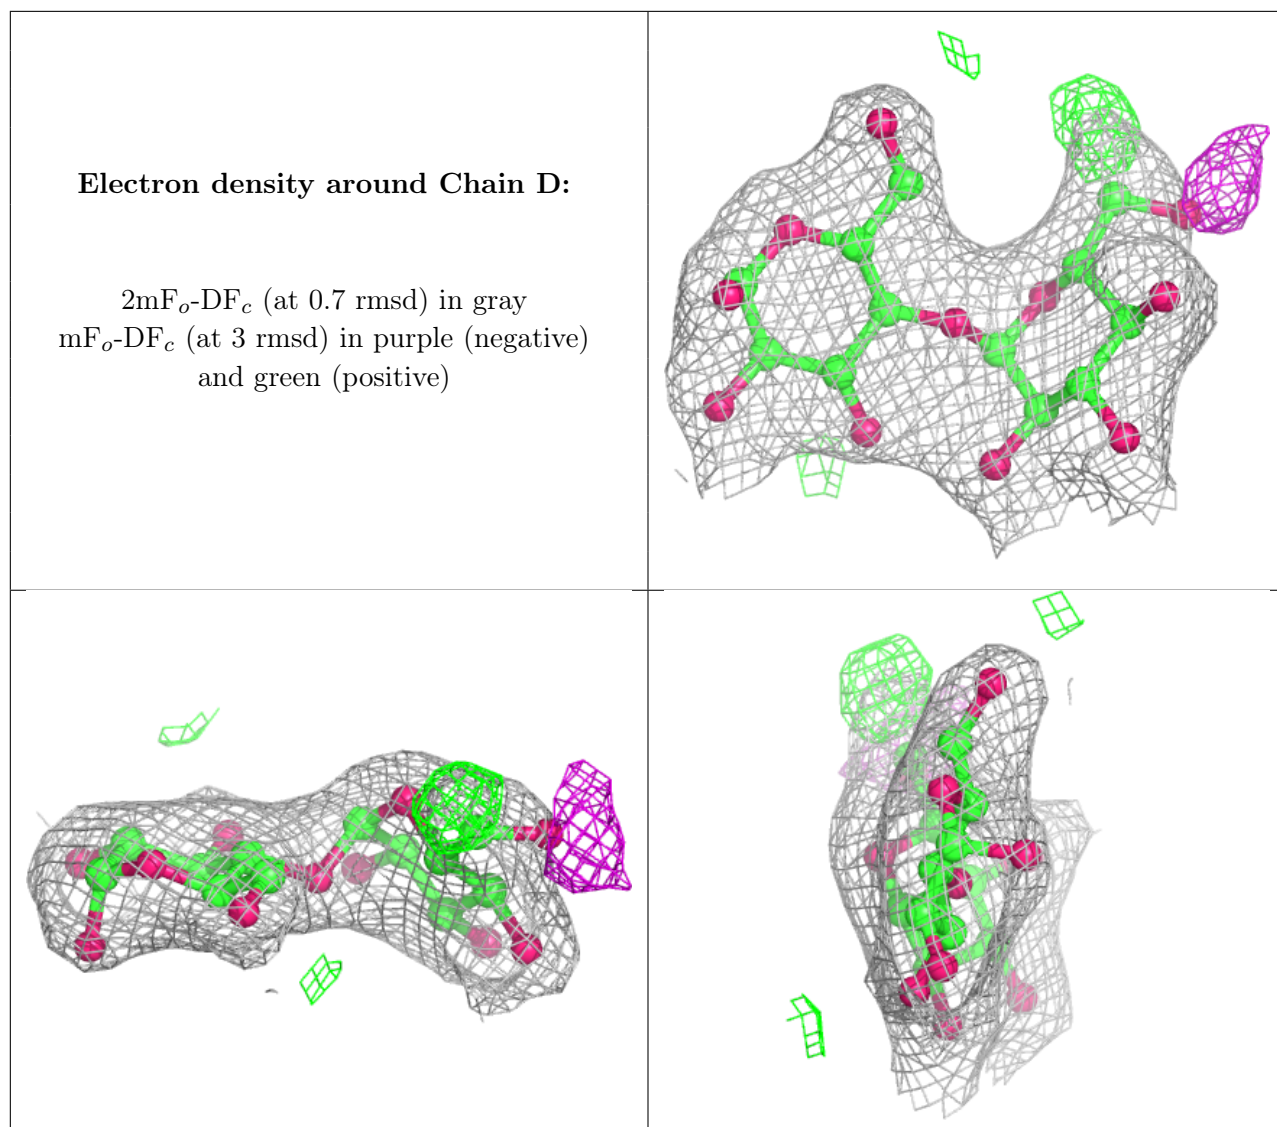 Electron density around Chain D:
2mFo-DFc (at 0.7 rmsd) in gray
mFo-DFc (at 3 rmsd) in purple (negative)
and green (positive)